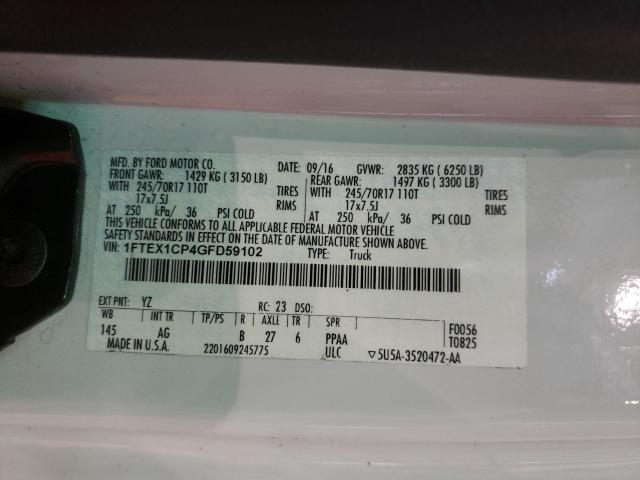 MFD. BY FORD MOTOR CO. DATE: 09/16 GVWR: 2835 KG ( 6250 LB)
FRONT GAWR: 1429 KG ( 3150 LB) REAR GAWR: 1497 KG ( 3300 LB)
WITH 245/70R17 110T TIRES WITH 245/70R17 110T TIRES
17x7.5J RIMS 17x7.5J RIMS
AT 250 kPa/ 36 PSI COLD AT 250 kPa/ 36 PSI COLD
THIS VEHICLE CONFORMS TO ALL APPLICABLE FEDERAL MOTOR VEHICLE
SAFETY STANDARDS IN EFFECT ON THE DATE OF MANUFACTURE SHOWN ABOVE.
VIN: 1FTEX1CP4GFD59102 TYPE: Truck
EXT PNT: YZ RC: 23 DSO:
WB INT TR TP/PS R AXLE TR SPR F0056
145 AG B 27 6 PPAA T0825
MADE IN U.S.A. 2201609245775 ULC ▽5U5A-3520472-AA